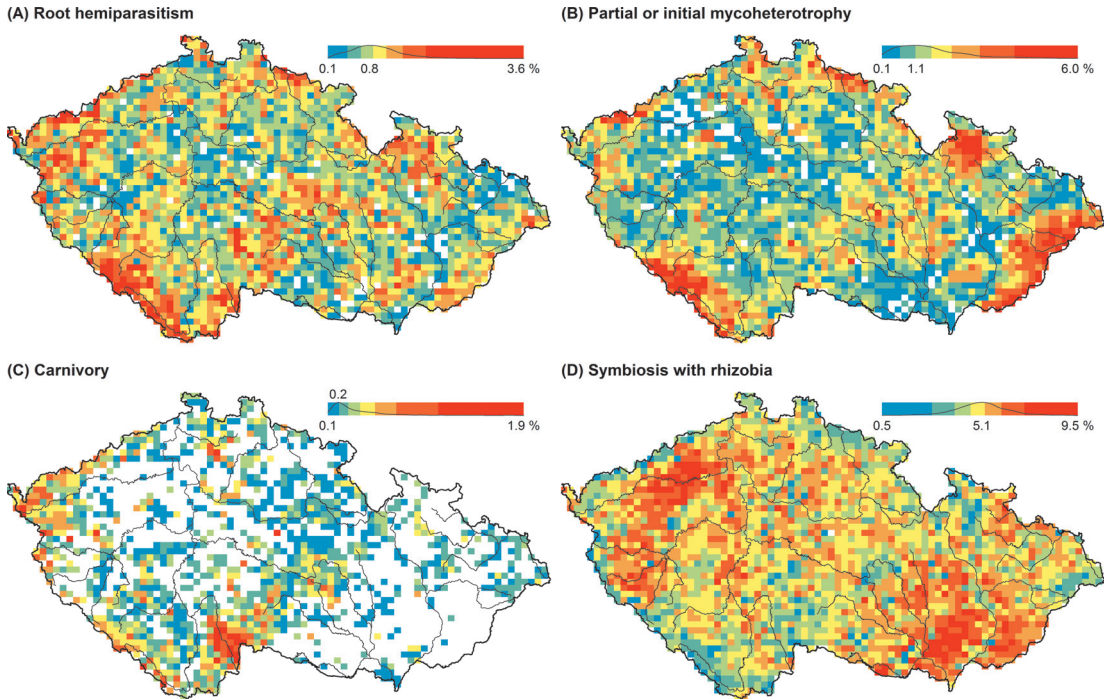 (A) Root hemiparasitism
0.1 0.8 3.6 %
(B) Partial or initial mycoheterotrophy
0.1 1.1 6.0 %
(C) Carnivory
0.2
0.1 1.9 %
(D) Symbiosis with rhizobia
0.5 5.1 9.5 %